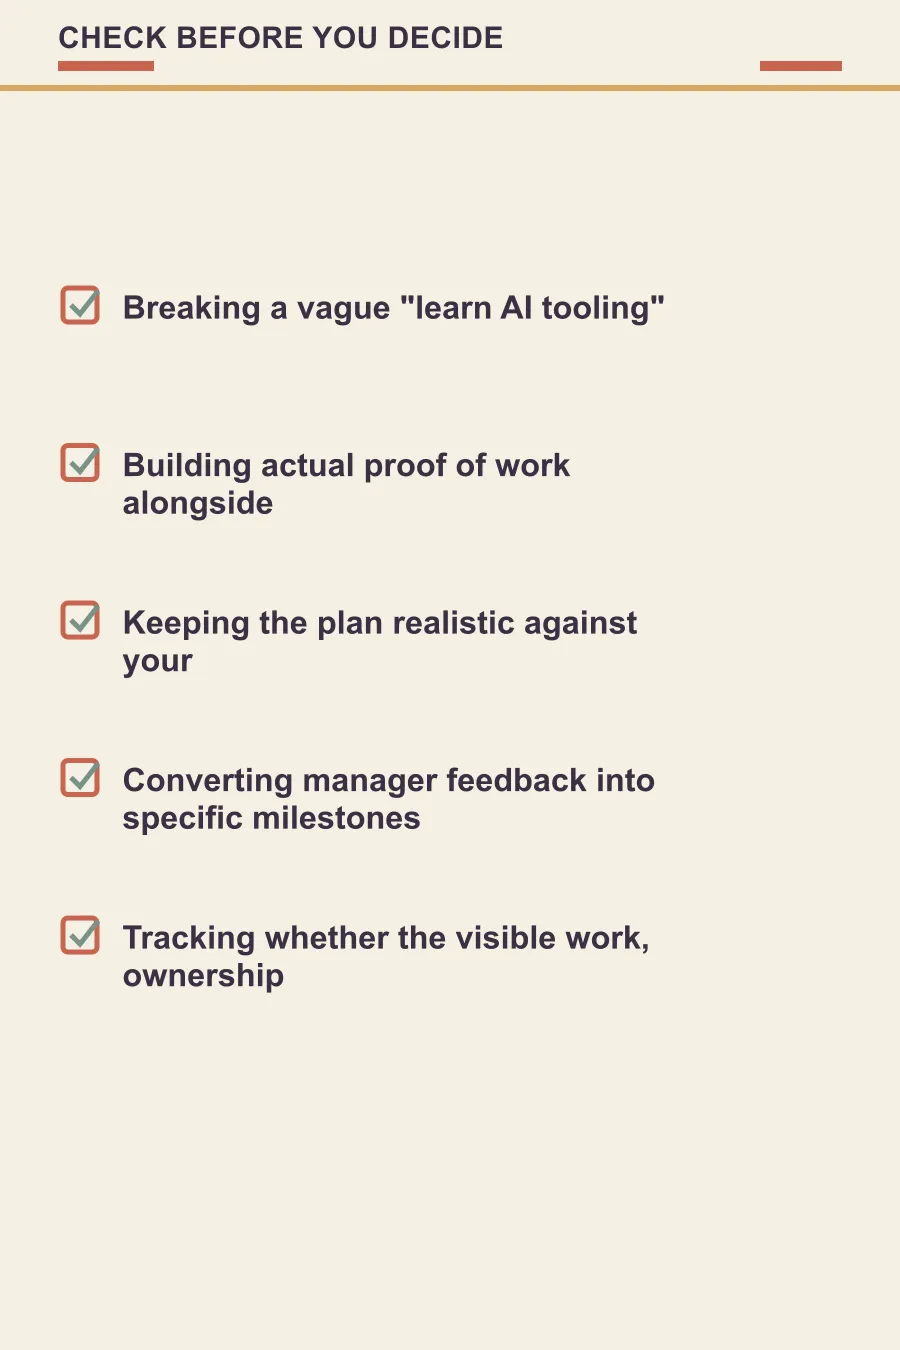 CHECK BEFORE YOU DECIDE
Breaking a vague "learn AI tooling"
Building actual proof of work
alongside
Keeping the plan realistic against
your
Converting manager feedback into
specific milestones
Tracking whether the visible work,
ownership